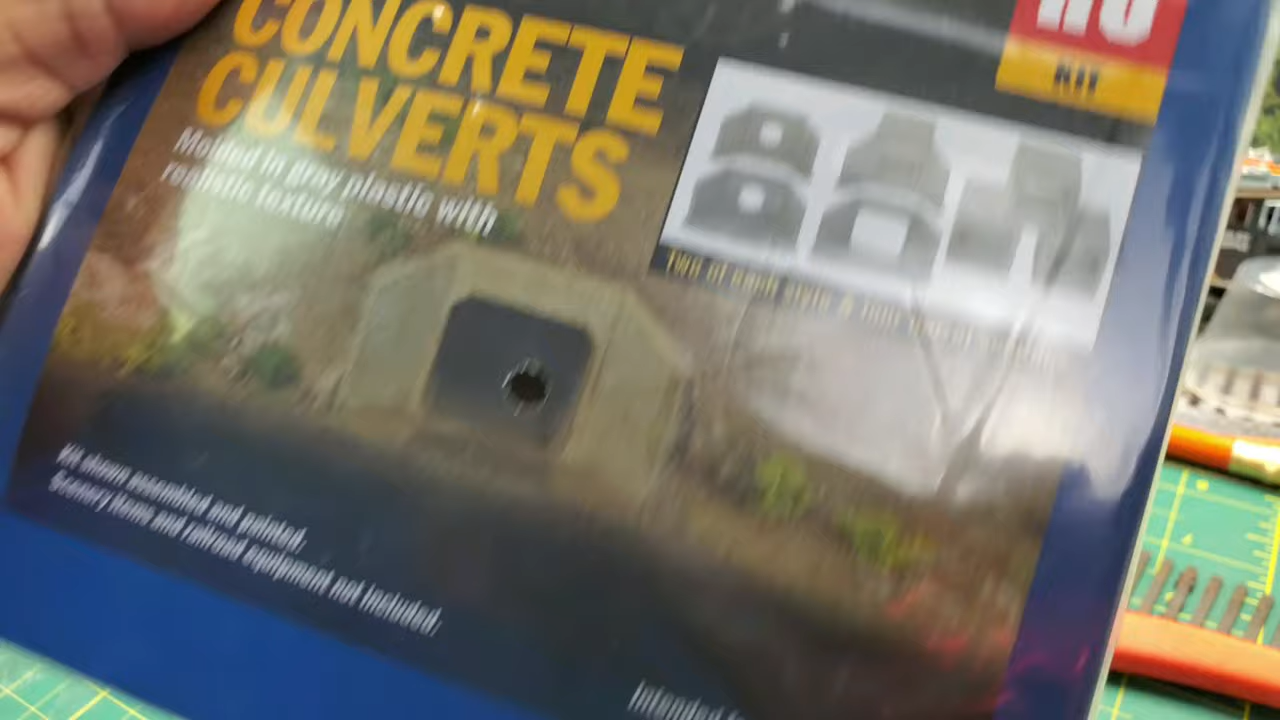 CONCRETE
CULVERTS
Molded in gray plastic with
realistic texture
HO
KIT
Two of each style &
Kit shown assembled and painted.
Scenery items and railroad equipment not included.
Intended